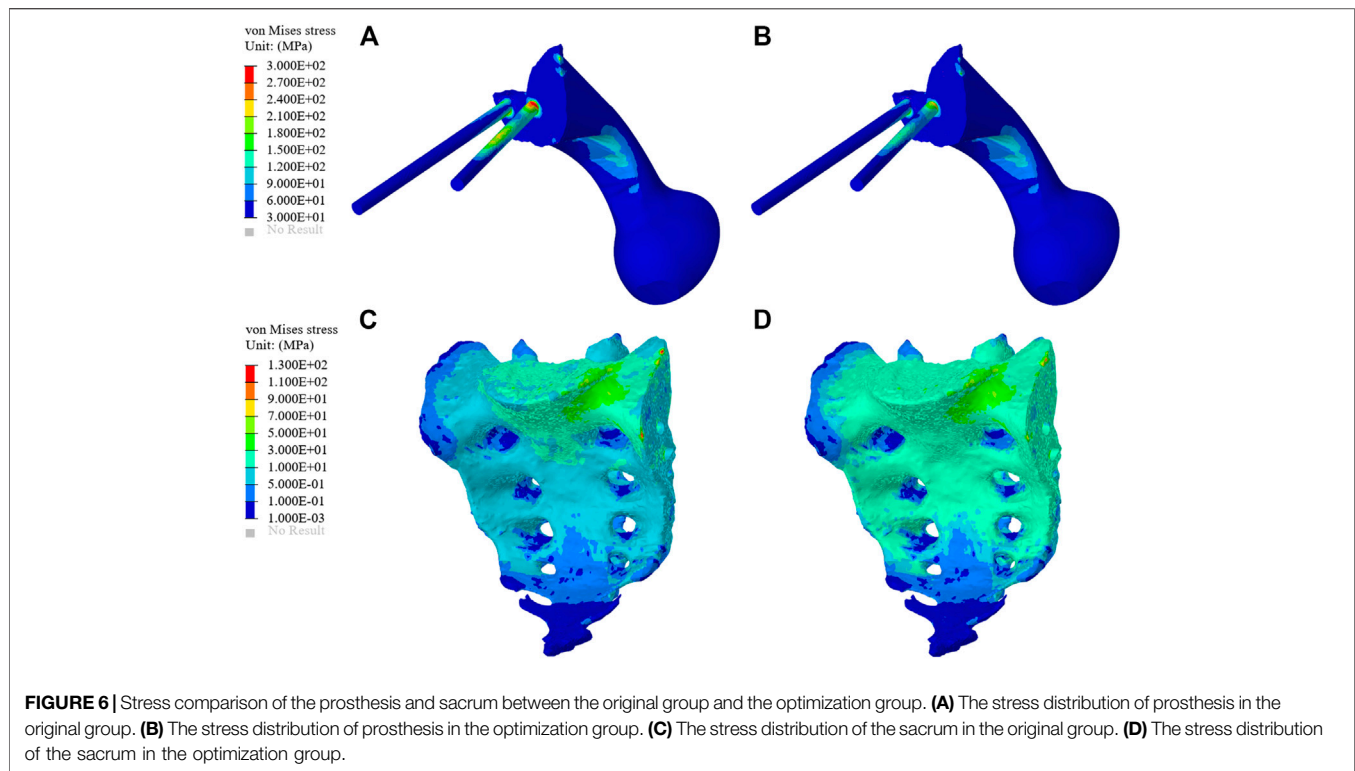 von Mises stress
Unit: (MPa)
3.000E+02
2.700E+02
2.400E+02
2.100E+02
1.800E+02
1.500E+02
1.200E+02
9.000E+01
6.000E+01
3.000E+01
No Result
A
B
von Mises stress
Unit: (MPa)
1.300E+02
1.100E+02
9.000E+01
7.000E+01
5.000E+01
3.000E+01
1.000E+01
5.000E-01
1.000E-01
1.000E-03
No Result
C
D
FIGURE 6 | Stress comparison of the prosthesis and sacrum between the original group and the optimization group. (A) The stress distribution of prosthesis in the
original group. (B) The stress distribution of prosthesis in the optimization group. (C) The stress distribution of the sacrum in the original group. (D) The stress distribution
of the sacrum in the optimization group.